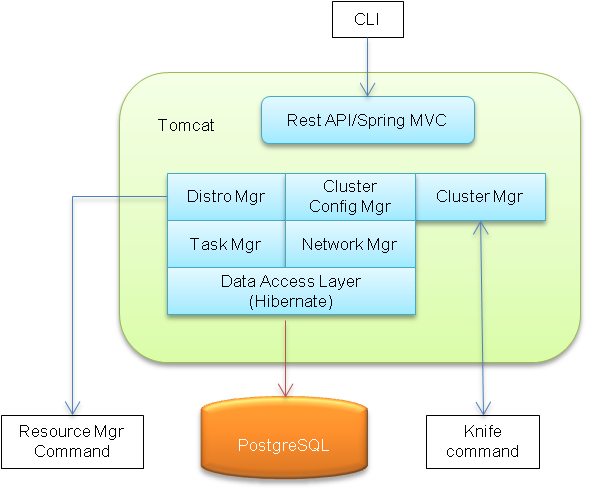 CLI
Tomcat
Rest API/Spring MVC
Distro Mgr
Cluster
Config Mgr
Cluster Mgr
Task Mgr
Network Mgr
Data Access Layer
(Hibernate)
Resource Mgr
Command
PostgreSQL
Knife
command